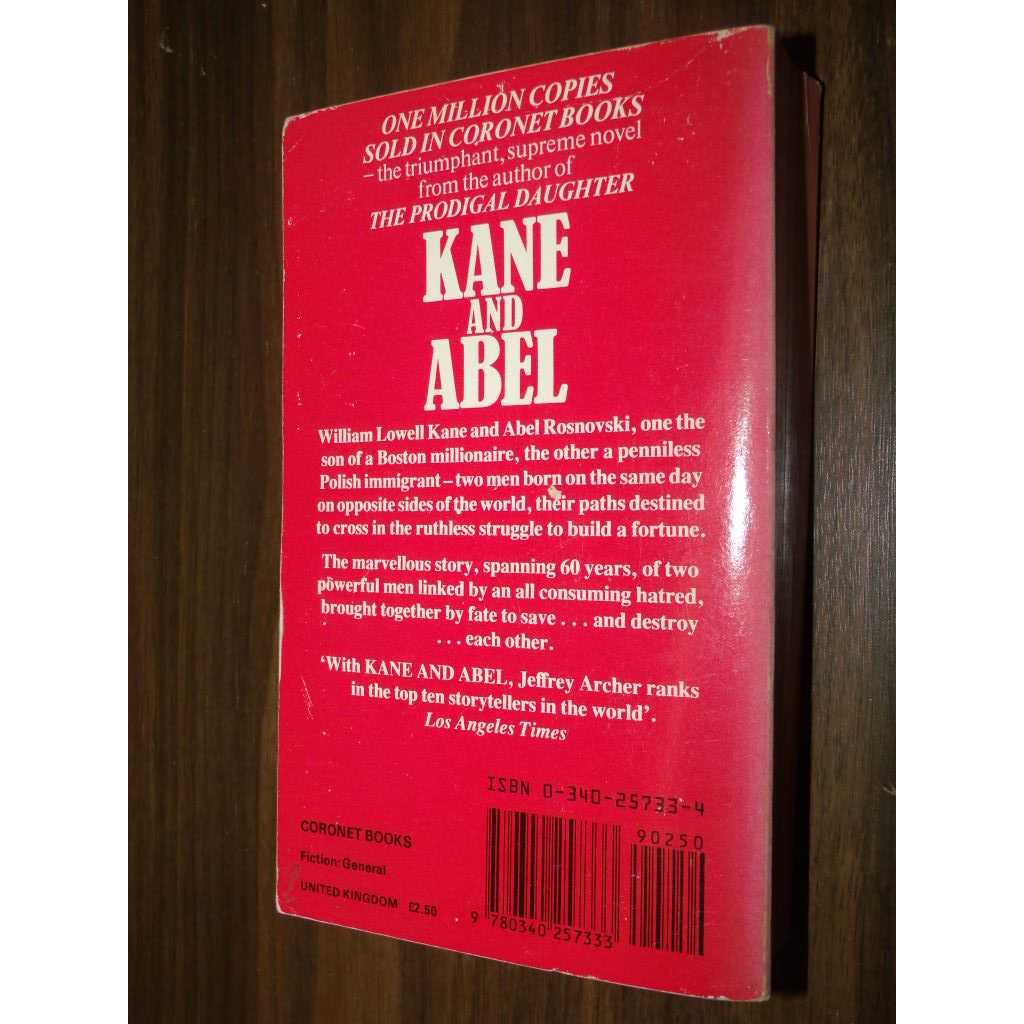 ONE MILLION COPIES
SOLD IN CORONET BOOKS
– the triumphant, supreme novel
from the author of
THE PRODIGAL DAUGHTER
KANE
AND
ABEL
William Lowell Kane and Abel Rosnovski, one the
son of a Boston millionaire, the other a penniless
Polish immigrant – two men born on the same day
on opposite sides of the world, their paths destined
to cross in the ruthless struggle to build a fortune.
The marvellous story, spanning 60 years, of two
powerful men linked by an all consuming hatred,
brought together by fate to save . . . and destroy
. . . each other.
‘With KANE AND ABEL, Jeffrey Archer ranks
in the top ten storytellers in the world’.
Los Angeles Times
ISBN 0-340-25733-4
90250
CORONET BOOKS
Fiction: General
UNITED KINGDOM £2.50
9 780340 257333